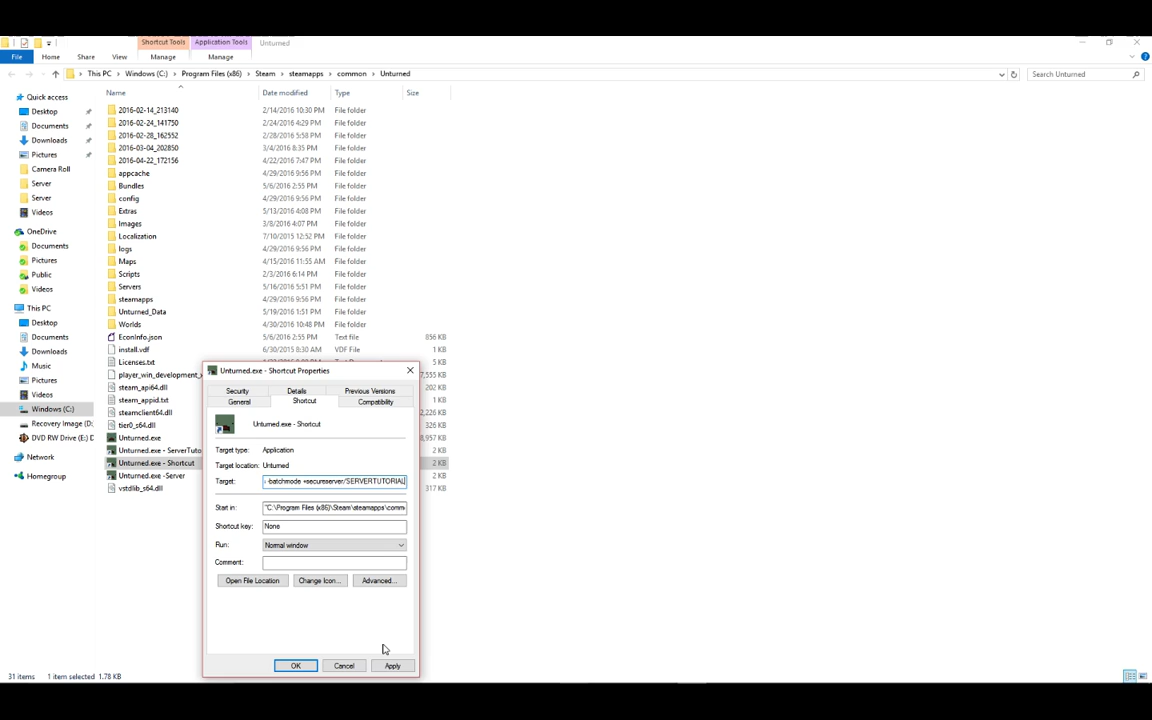 Shortcut Tools Application Tools Unturned
File Home Share View Manage Manage
This PC Windows (C:) Program Files (x86) Steam steamapps common Unturned Search Unturned
Quick access
Desktop
Documents
Downloads
Pictures
Camera Roll
Server
Server
Videos
OneDrive
Documents
Pictures
Public
Videos
This PC
Desktop
Documents
Downloads
Music
Pictures
Videos
Windows (C:)
Recovery Image (D:
DVD RW Drive (E:) D
Network
Homegroup
Name Date modified Type Size
2016-02-14_213140 2/14/2016 10:30 PM File folder
2016-02-24_141750 2/24/2016 4:29 PM File folder
2016-02-28_162552 2/28/2016 5:58 PM File folder
2016-03-04_202850 3/4/2016 8:35 PM File folder
2016-04-22_172156 4/22/2016 7:47 PM File folder
appcache 4/29/2016 9:56 PM File folder
Bundles 5/6/2016 2:55 PM File folder
config 4/29/2016 9:56 PM File folder
Extras 5/13/2016 4:08 PM File folder
Images 3/8/2016 4:07 PM File folder
Localization 7/10/2015 12:52 PM File folder
logs 4/29/2016 9:56 PM File folder
Maps 4/15/2016 11:55 AM File folder
Scripts 2/3/2016 6:14 PM File folder
Servers 5/16/2016 5:51 PM File folder
steamapps 4/29/2016 9:56 PM File folder
Unturned_Data 5/19/2016 1:51 PM File folder
Worlds 4/30/2016 10:48 PM File folder
EconInfo.json 5/6/2016 2:55 PM Text file 856 KB
install.vdf 6/30/2015 8:30 AM VDF File 1 KB
Licenses.txt 5 KB
player_win_development_x 7,555 KB
steam_api64.dll 202 KB
steam_appid.txt 1 KB
steamclient64.dll 2,226 KB
tier0_s64.dll 326 KB
Unturned.exe 8,957 KB
Unturned.exe - ServerTuto 2 KB
Unturned.exe - Shortcut 2 KB
Unturned.exe -Server 2 KB
vstdlib_s64.dll 317 KB
Unturned.exe - Shortcut Properties
Security Details Previous Versions
General Shortcut Compatibility
Unturned.exe - Shortcut
Target type: Application
Target location: Unturned
Target: -batchmode +secureserver/SERVERTUTORIAL
Start in: "C:\Program Files (x86)\Steam\steamapps\comm
Shortcut key: None
Run: Normal window
Comment:
Open File Location Change Icon... Advanced...
OK Cancel Apply
31 items 1 item selected 1.78 KB